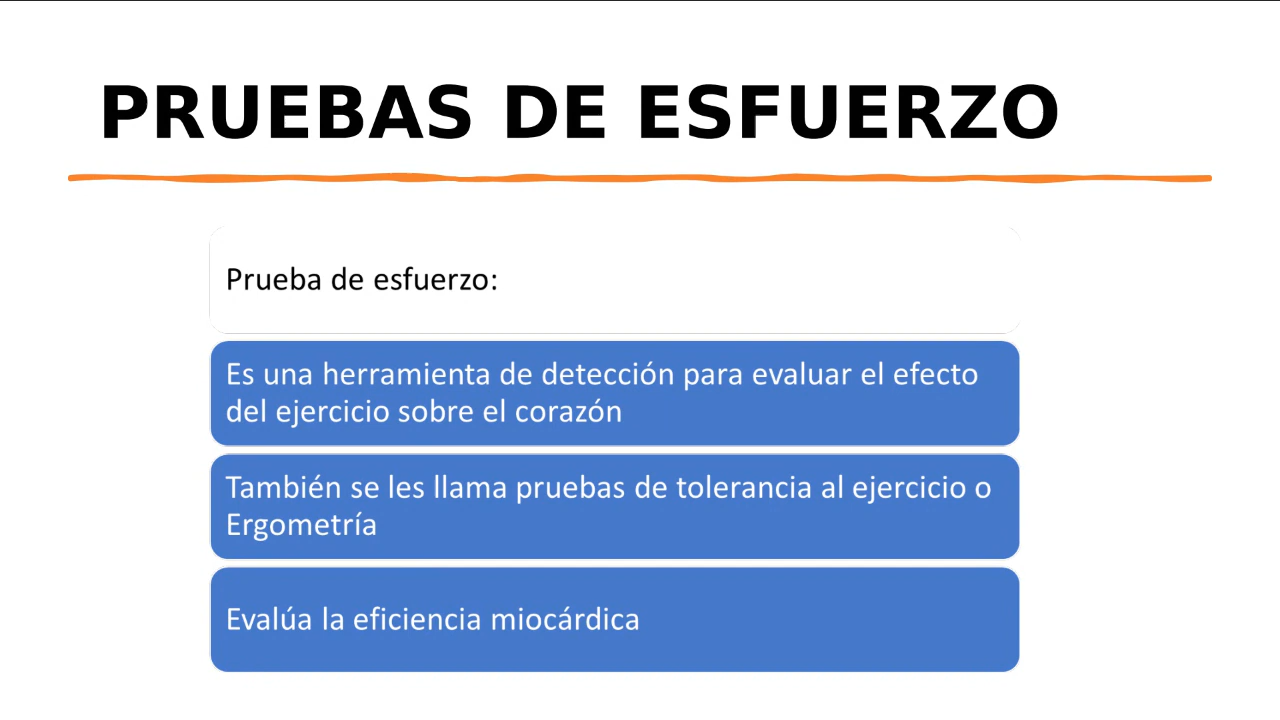 PRUEBAS DE ESFUERZO
Prueba de esfuerzo:
Es una herramienta de detección para evaluar el efecto
del ejercicio sobre el corazón
También se les llama pruebas de tolerancia al ejercicio o
Ergometría
Evalúa la eficiencia miocárdica